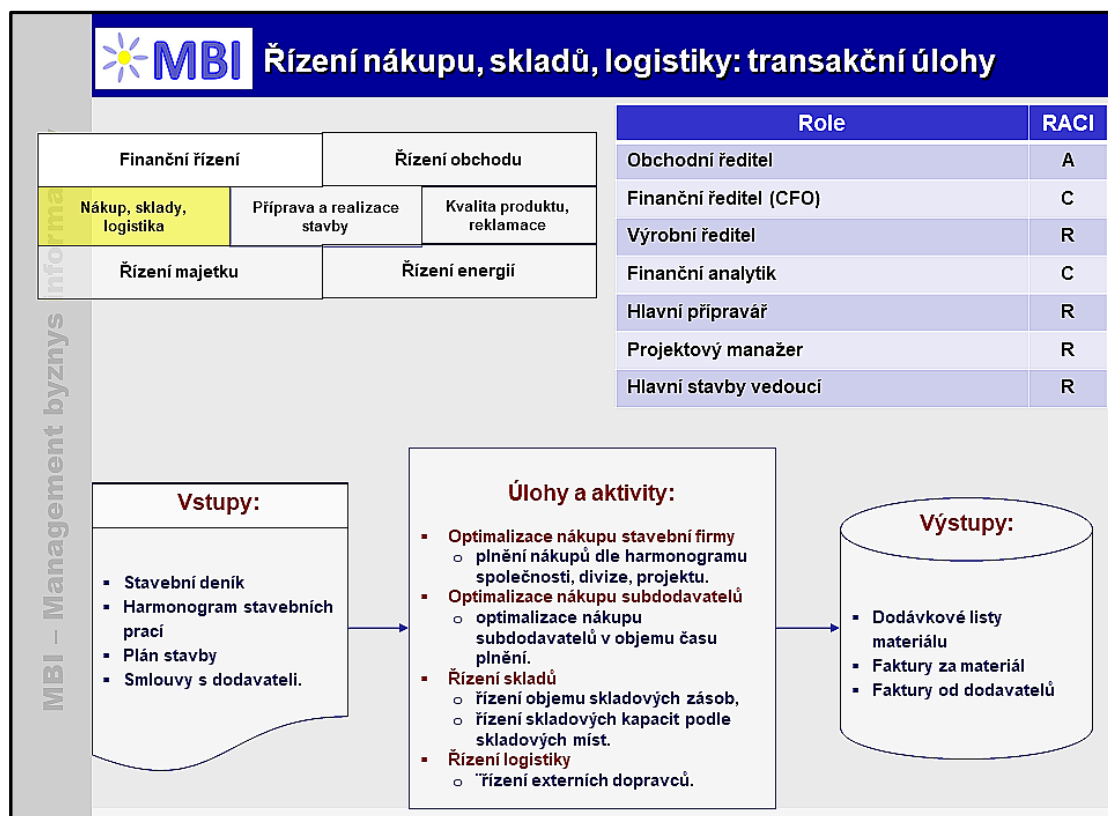 MBI Řízení nákupu, skladů, logistiky: transakční úlohy
MBI – Management byznys informa
Finanční řízení
Řízení obchodu
Nákup, sklady,
logistika
Příprava a realizace
stavby
Kvalita produktu,
reklamace
Řízení majetku
Řízení energií
Role RACI
Obchodní ředitel A
Finanční ředitel (CFO) C
Výrobní ředitel R
Finanční analytik C
Hlavní přípravář R
Projektový manažer R
Hlavní stavby vedoucí R
Vstupy:
▪ Stavební deník
▪ Harmonogram stavebních
prací
▪ Plán stavby
▪ Smlouvy s dodavateli.
Úlohy a aktivity:
▪ Optimalizace nákupu stavební firmy
o plnění nákupů dle harmonogramu
společnosti, divize, projektu.
▪ Optimalizace nákupu subdodavatelů
o optimalizace nákupu
subdodavatelů v objemu času
plnění.
▪ Řízení skladů
o řízení objemu skladových zásob,
o řízení skladových kapacit podle
skladových míst.
▪ Řízení logistiky
o ¨řízení externích dopravců.
Výstupy:
▪ Dodávkové listy
materiálu
▪ Faktury za materiál
▪ Faktury od dodavatelů